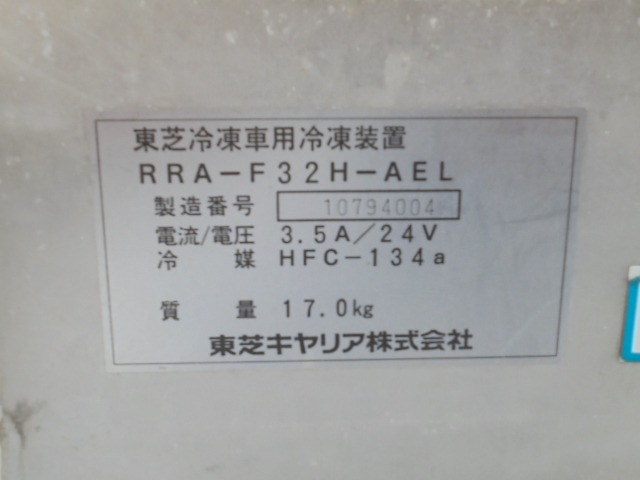 東芝冷凍車用冷凍装置
RRA-F32H-AEL
製造番号 10794004
電流/電圧 3.5A/24V
冷媒 HFC-134a
質量 17.0kg
東芝キヤリア株式会社